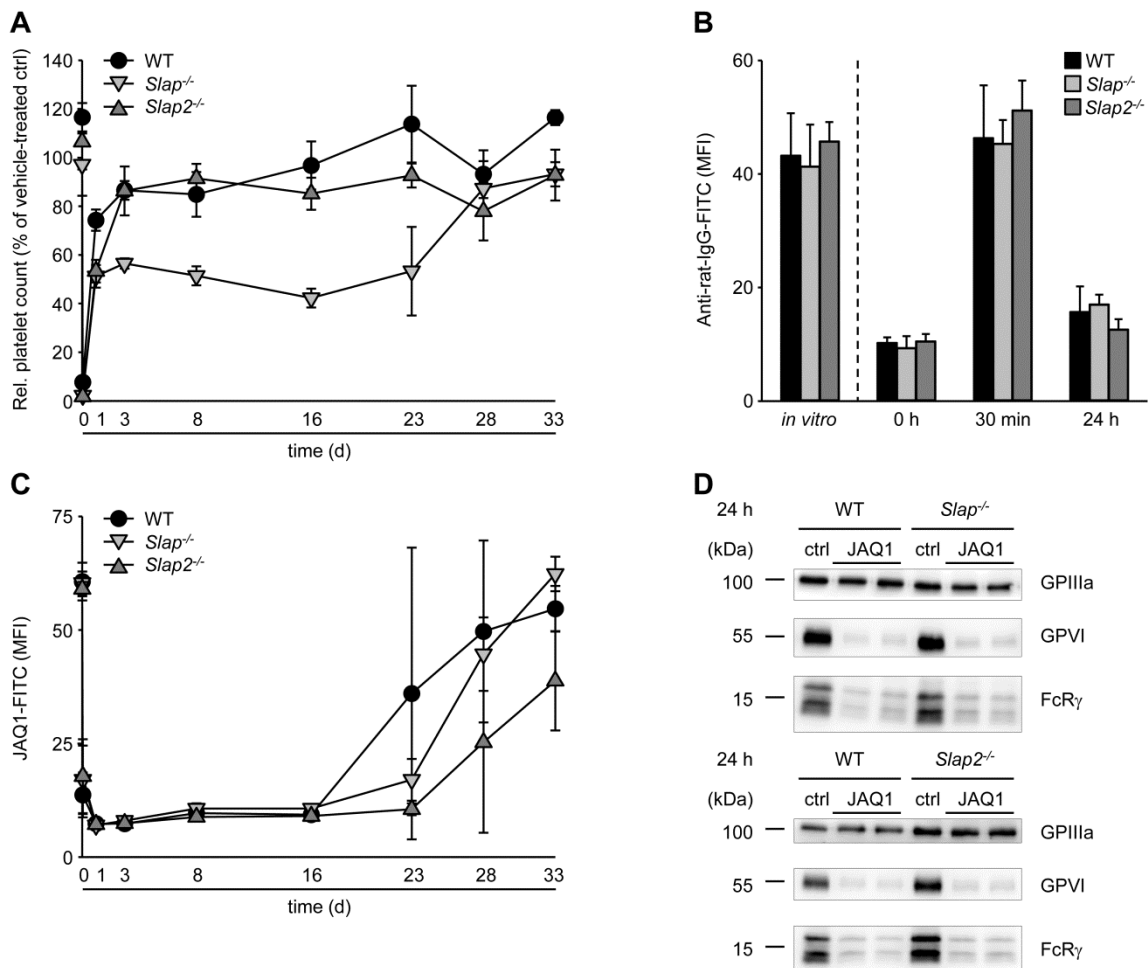 A
Rel. platelet count (% of vehicle-treated ctrl)
140
120
100
80
60
40
20
0
WT
Slap-/-
Slap2-/-
0 1 3 8 16 23 28 33
time (d)
B
Anti-rat-IgG-FITC (MFI)
60
40
20
0
WT
Slap-/-
Slap2-/-
in vitro 0 h 30 min 24 h
C
JAQ1-FITC (MFI)
75
50
25
0
WT
Slap-/-
Slap2-/-
0 1 3 8 16 23 28 33
time (d)
D
24 h WT Slap-/-
(kDa) ctrl JAQ1 ctrl JAQ1
100 GPIIIa
55 GPVI
15 FcRγ
24 h WT Slap2-/-
(kDa) ctrl JAQ1 ctrl JAQ1
100 GPIIIa
55 GPVI
15 FcRγ